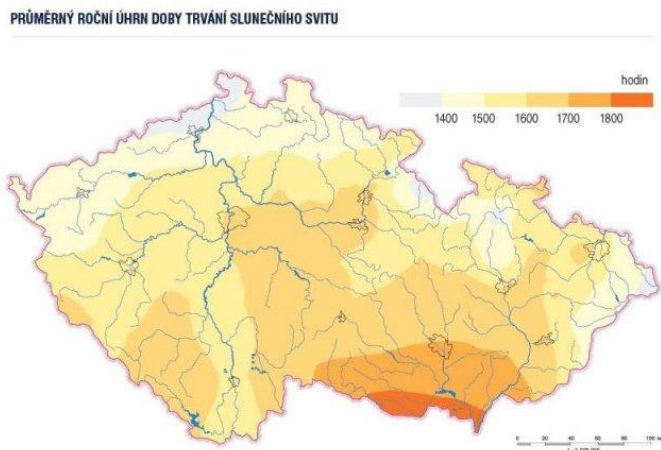 PRŮMĚRNÝ ROČNÍ ÚHRN DOBY TRVÁNÍ SLUNEČNÍHO SVITU
hodin
1400 1500 1600 1700 1800
0 20 40 60 80 100